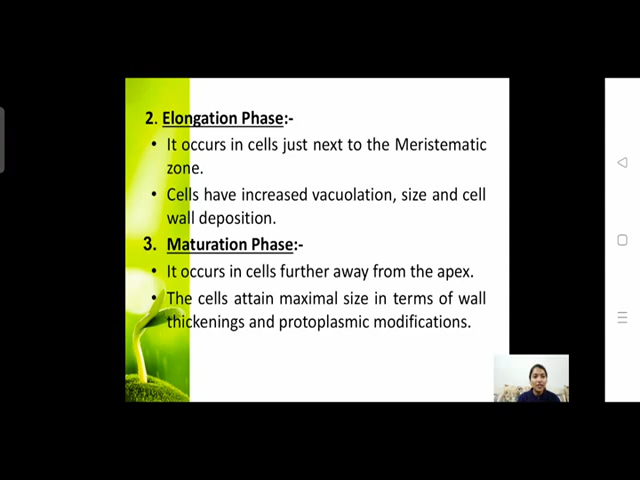 2. Elongation Phase:-
• It occurs in cells just next to the Meristematic
zone.
• Cells have increased vacuolation, size and cell
wall deposition.
3. Maturation Phase:-
• It occurs in cells further away from the apex.
• The cells attain maximal size in terms of wall
thickenings and protoplasmic modifications.